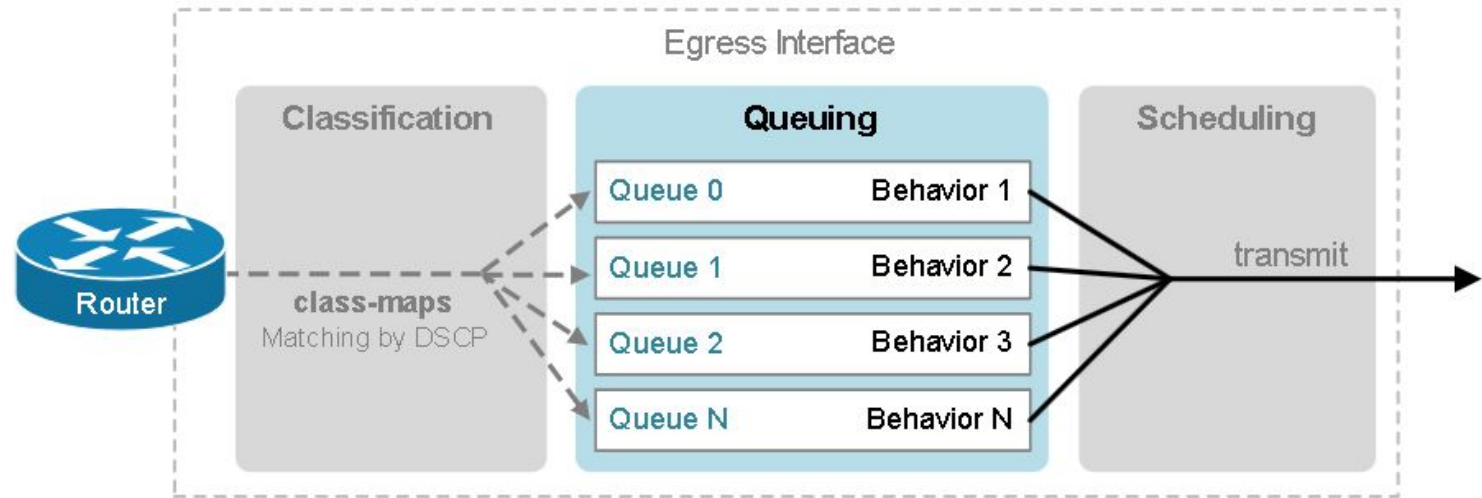 Egress Interface
Classification
Queuing
Scheduling
Router
class-maps
Matching by DSCP
Queue 0 Behavior 1
Queue 1 Behavior 2
Queue 2 Behavior 3
Queue N Behavior N
transmit